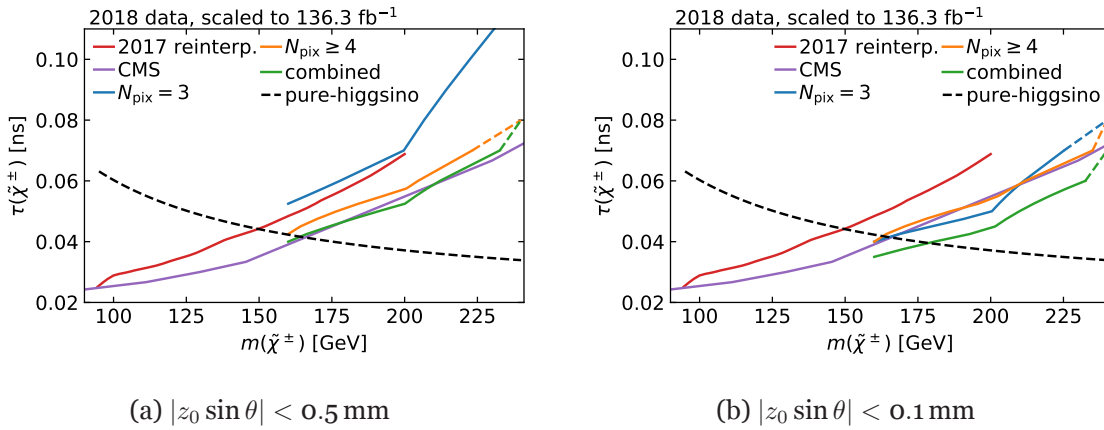 2018 data, scaled to 136.3 fb⁻¹
2017 reinterp.
CMS
N_pix = 3
N_pix ≥ 4
combined
pure-higgsino
τ(χ̃±) [ns]
0.10
0.08
0.06
0.04
0.02
100 125 150 175 200 225
m(χ̃±) [GeV]
(a) |z₀ sin θ| < 0.5 mm
2018 data, scaled to 136.3 fb⁻¹
2017 reinterp.
CMS
N_pix = 3
N_pix ≥ 4
combined
pure-higgsino
τ(χ̃±) [ns]
0.10
0.08
0.06
0.04
0.02
100 125 150 175 200 225
m(χ̃±) [GeV]
(b) |z₀ sin θ| < 0.1 mm